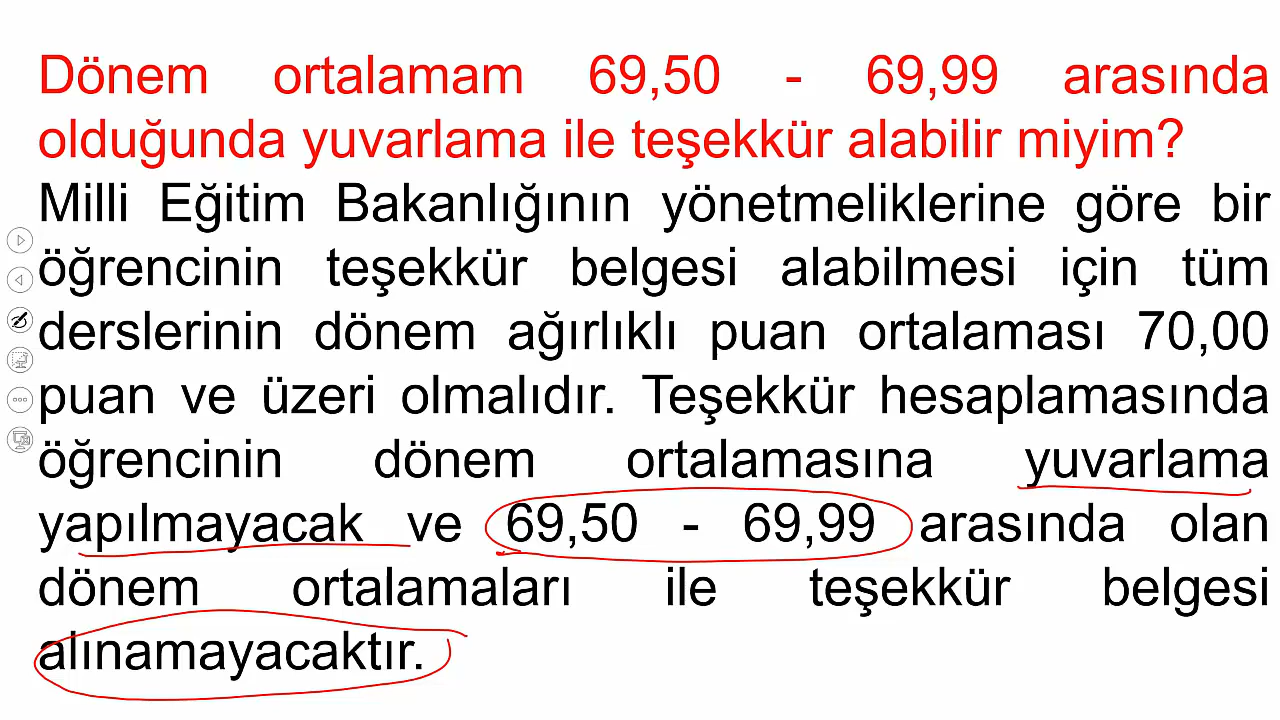 Dönem ortalamam 69,50 - 69,99 arasında
olduğunda yuvarlama ile teşekkür alabilir miyim?
Milli Eğitim Bakanlığının yönetmeliklerine göre bir
öğrencinin teşekkür belgesi alabilmesi için tüm
derslerinin dönem ağırlıklı puan ortalaması 70,00
puan ve üzeri olmalıdır. Teşekkür hesaplamasında
öğrencinin dönem ortalamasına yuvarlama
yapılmayacak ve 69,50 - 69,99 arasında olan
dönem ortalamaları ile teşekkür belgesi
alınamayacaktır.